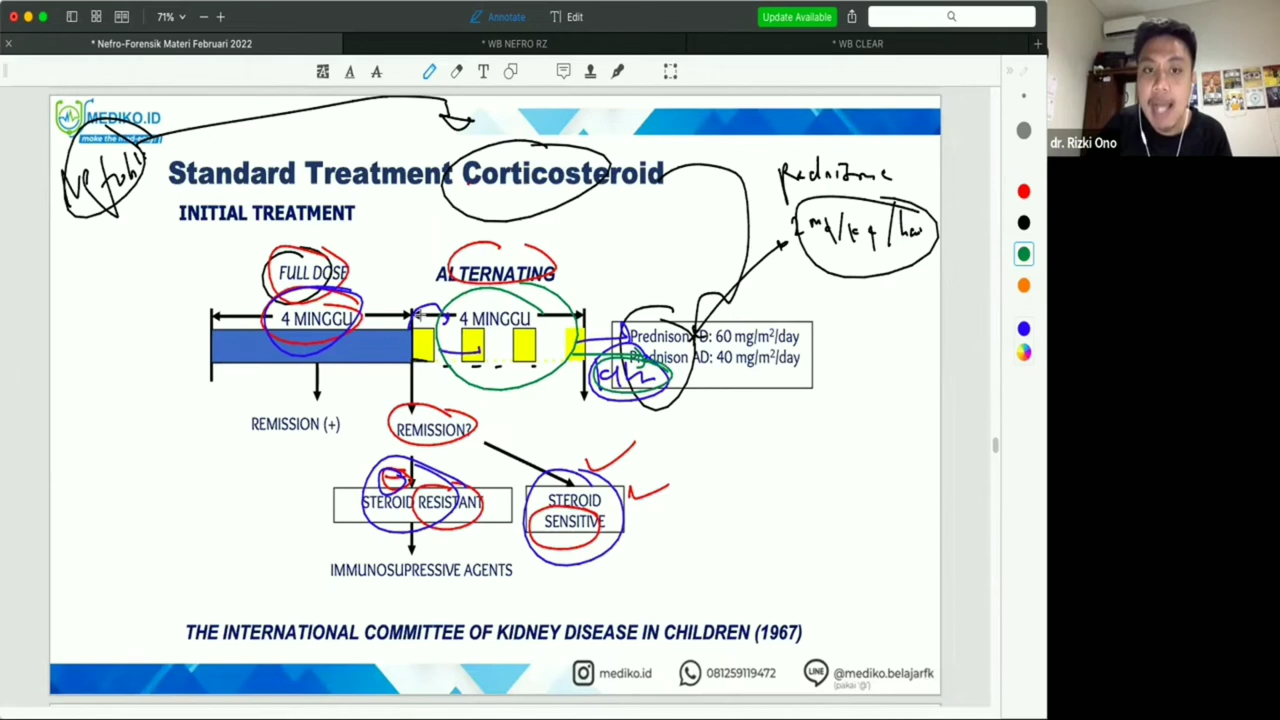 71%
Annotate
Edit
Update Available
* Nefro-Forensik Materi Februari 2022
* WB NEFRO RZ
* WB CLEAR
MEDIKO.ID
dr. Rizki Ono
Standard Treatment Corticosteroid
prednizone
INITIAL TREATMENT
2 mg/kg/hari
FULL DOSE
ALTERNATING
4 MINGGU
4 MINGGU
Prednison FD: 60 mg/m²/day
Prednison AD: 40 mg/m²/day
REMISSION (+)
REMISSION?
STEROID RESISTANT
STEROID
SENSITIVE
IMMUNOSUPRESSIVE AGENTS
THE INTERNATIONAL COMMITTEE OF KIDNEY DISEASE IN CHILDREN (1967)
mediko.id
081259119472
LINE
@mediko.belajarfk
(pakai '@')